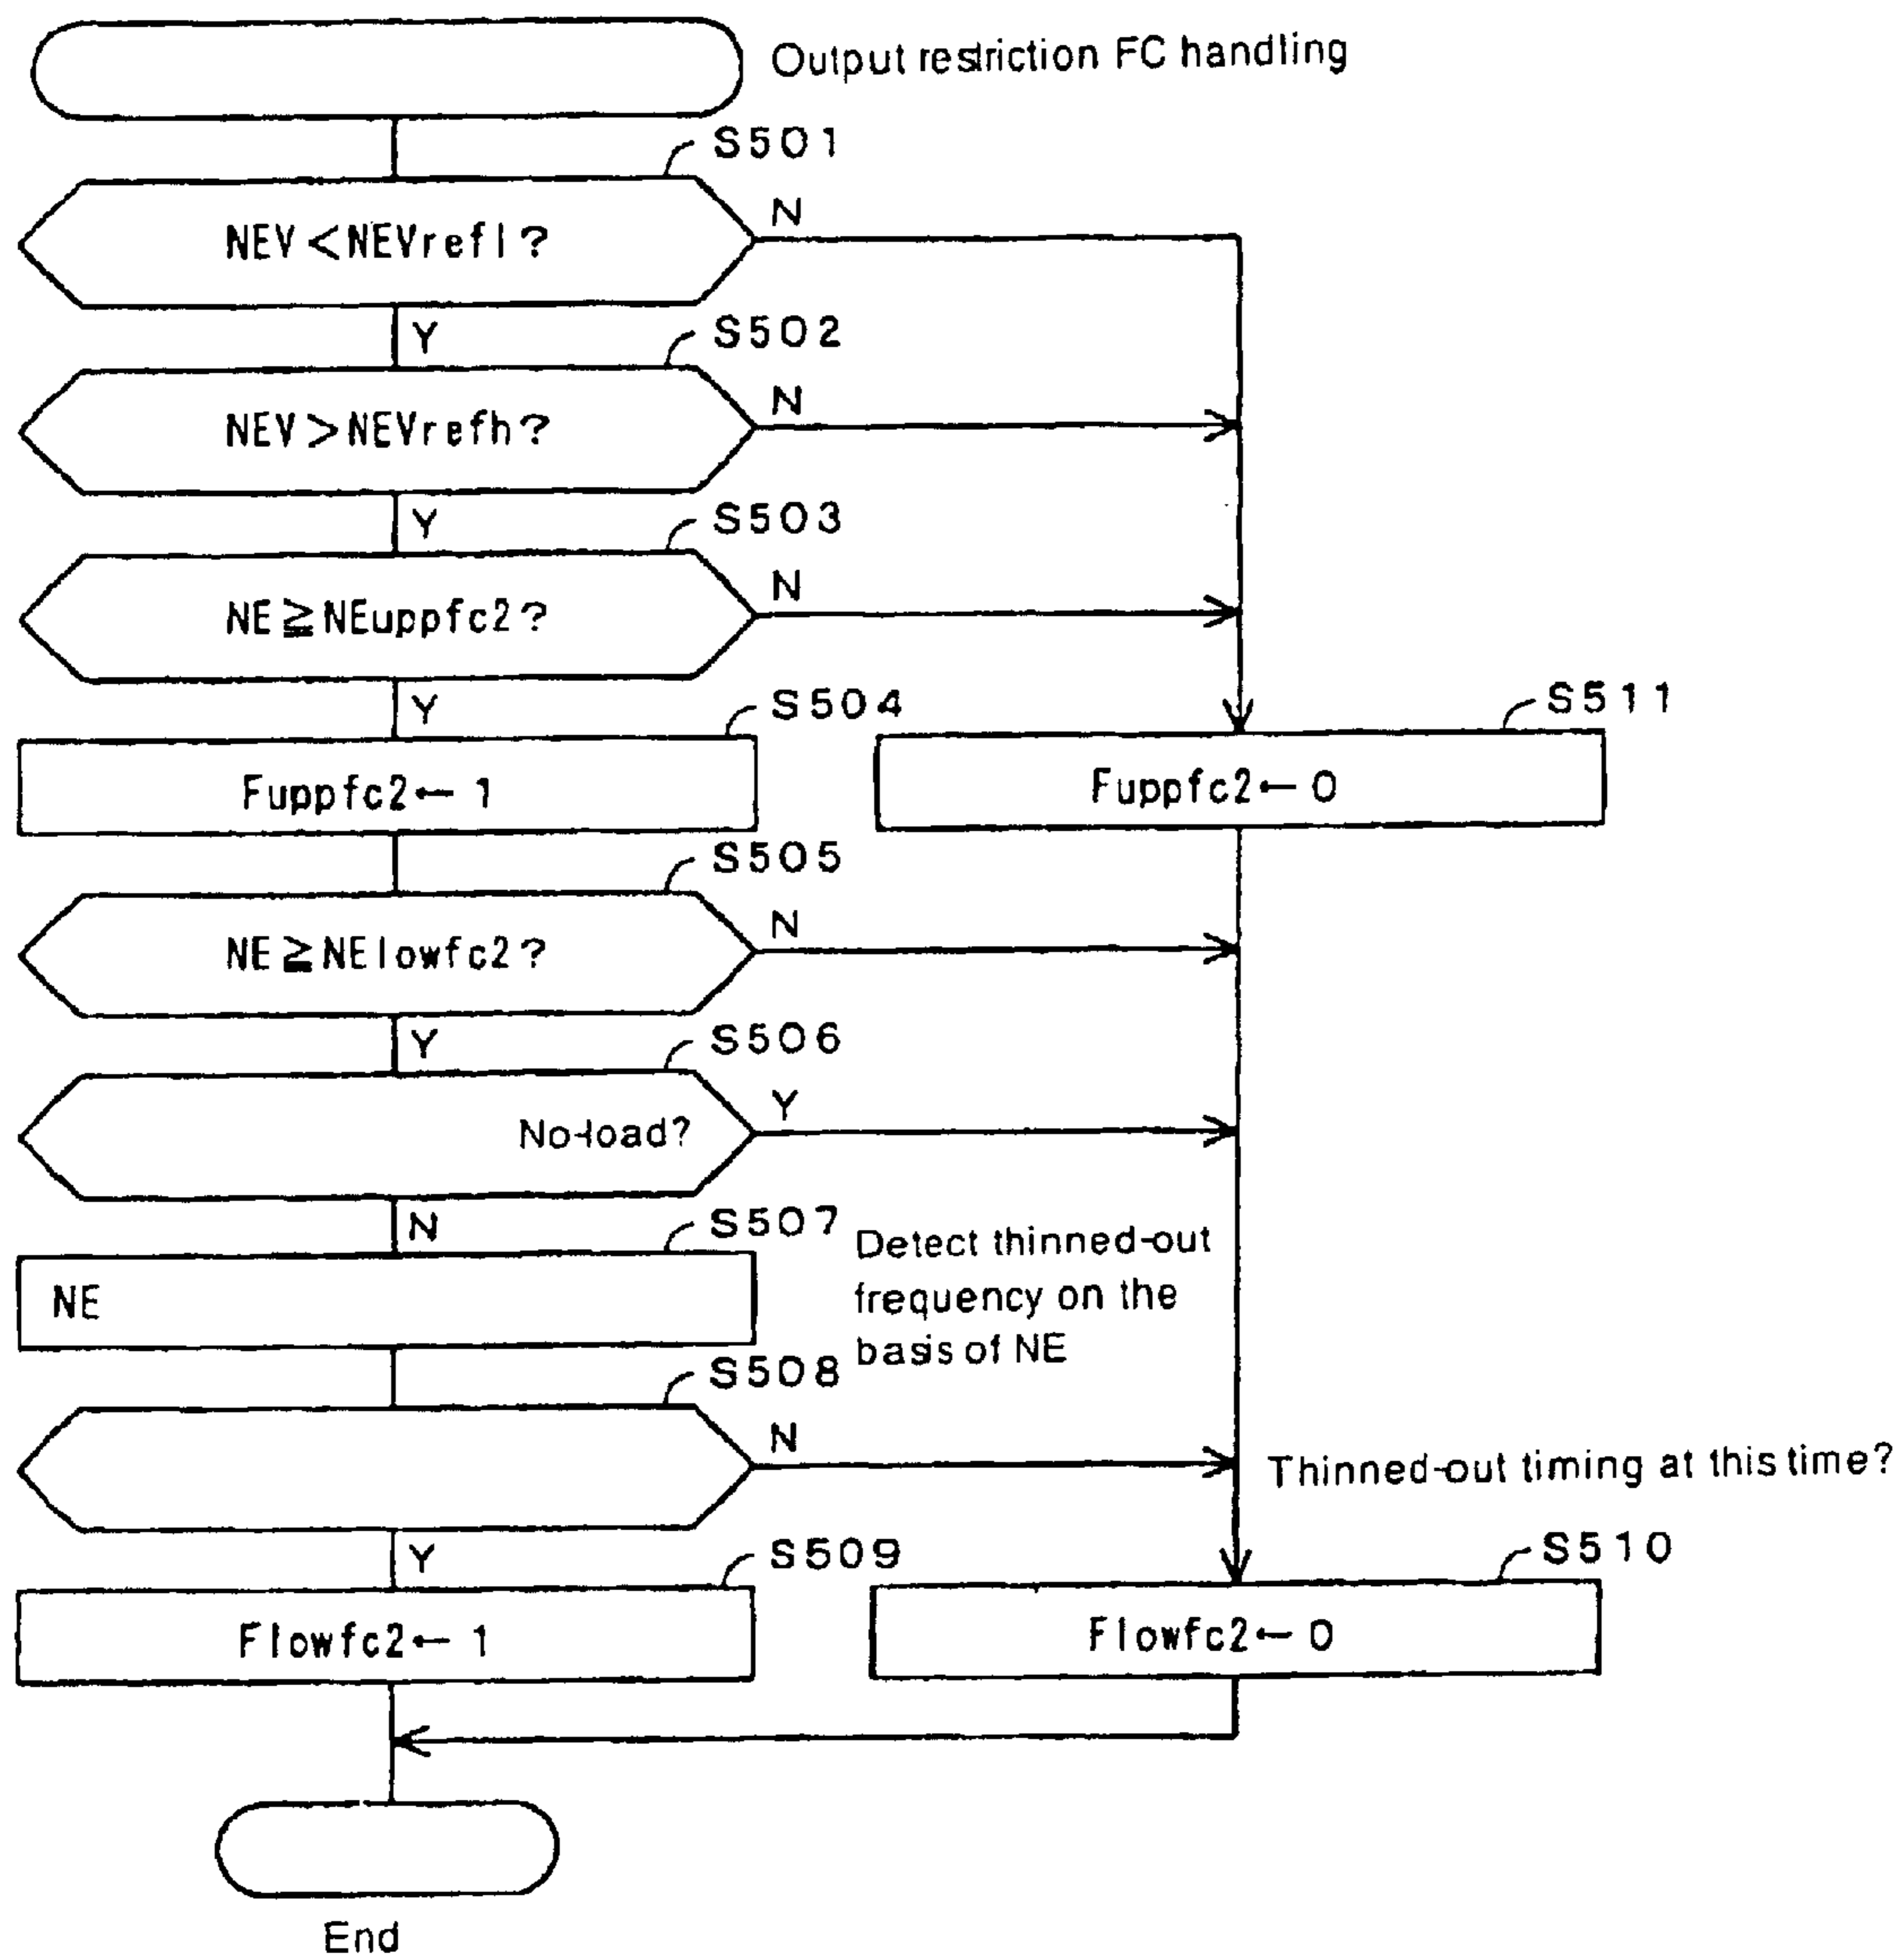 Output restriction FC handling
S501
NEV<NEVrefl?
N
Y
S502
NEV>NEVrefh?
N
Y
S503
NE≧NEuppfc2?
N
Y
S504
Fuppfc2←1
S511
Fuppfc2←0
S505
NE≧NElowfc2?
N
Y
S506
No-load?
Y
N
S507
NE
Detect thinned-out
frequency on the
basis of NE
S508
N
Thinned-out timing at this time?
Y
S509
Flowfc2←1
S510
Flowfc2←0
End